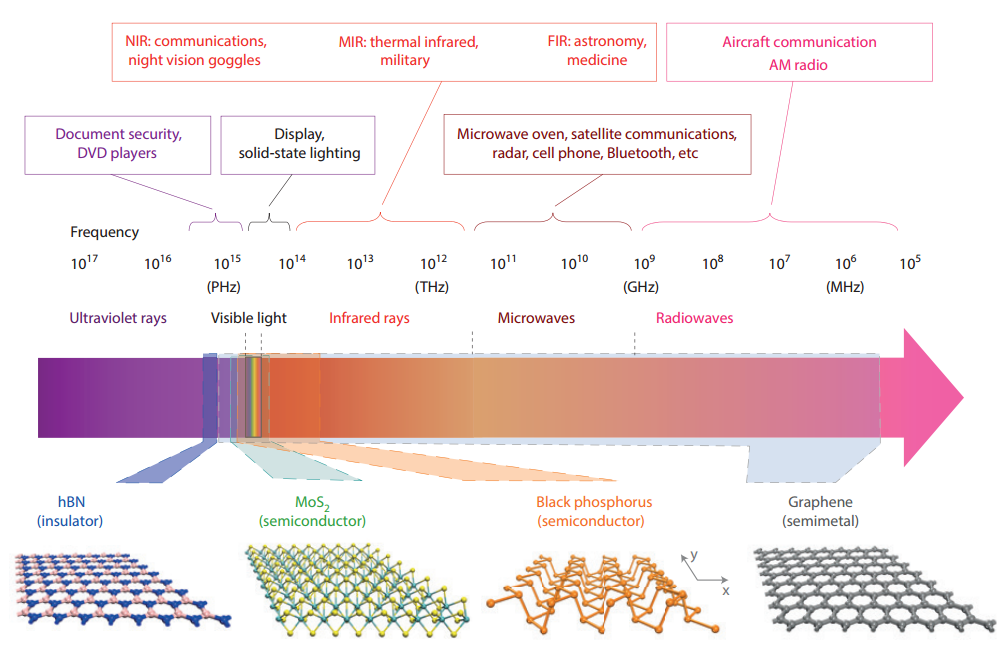 NIR: communications,
night vision goggles
MIR: thermal infrared,
military
FIR: astronomy,
medicine
Aircraft communication
AM radio
Document security,
DVD players
Display,
solid-state lighting
Microwave oven, satellite communications,
radar, cell phone, Bluetooth, etc
Frequency
10¹⁷ 10¹⁶ 10¹⁵ 10¹⁴ 10¹³ 10¹² 10¹¹ 10¹⁰ 10⁹ 10⁸ 10⁷ 10⁶ 10⁵
(PHz) (THz) (GHz) (MHz)
Ultraviolet rays Visible light Infrared rays Microwaves Radiowaves
hBN
(insulator)
MoS₂
(semiconductor)
Black phosphorus
(semiconductor)
Graphene
(semimetal)
y
x